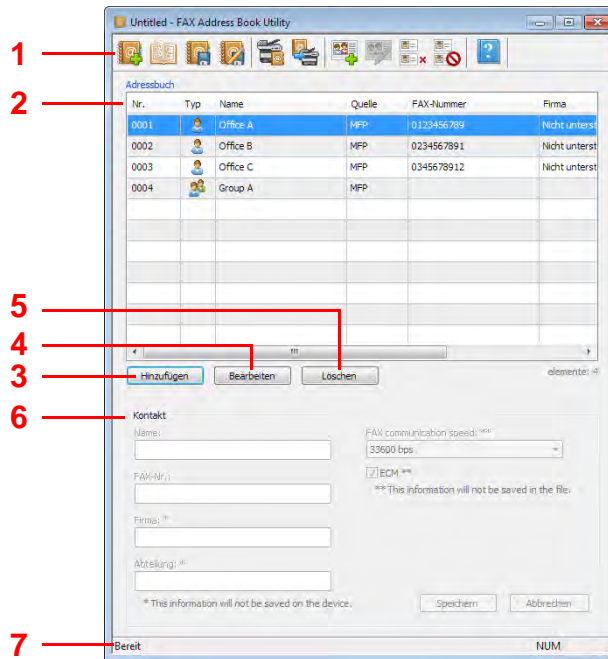 Untitled - FAX Address Book Utility
1
Adressbuch
2
Nr. Typ Name Quelle FAX-Nummer Firma
0001 Office A MFP 0123456789 Nicht unterst
0002 Office B MFP 0234567891 Nicht unterst
0003 Office C MFP 0345678912 Nicht unterst
0004 Group A MFP
5
4
3
Hinzufügen Bearbeiten Löschen elemente: 4
6
Kontakt
Name: FAX communication speed: **
33600 bps
FAX-Nr.: ECM **
** This information will not be saved in the file.
Firma: *
Abteilung: *
* This information will not be saved on the device. Speichern Abbrechen
7
Bereit NUM